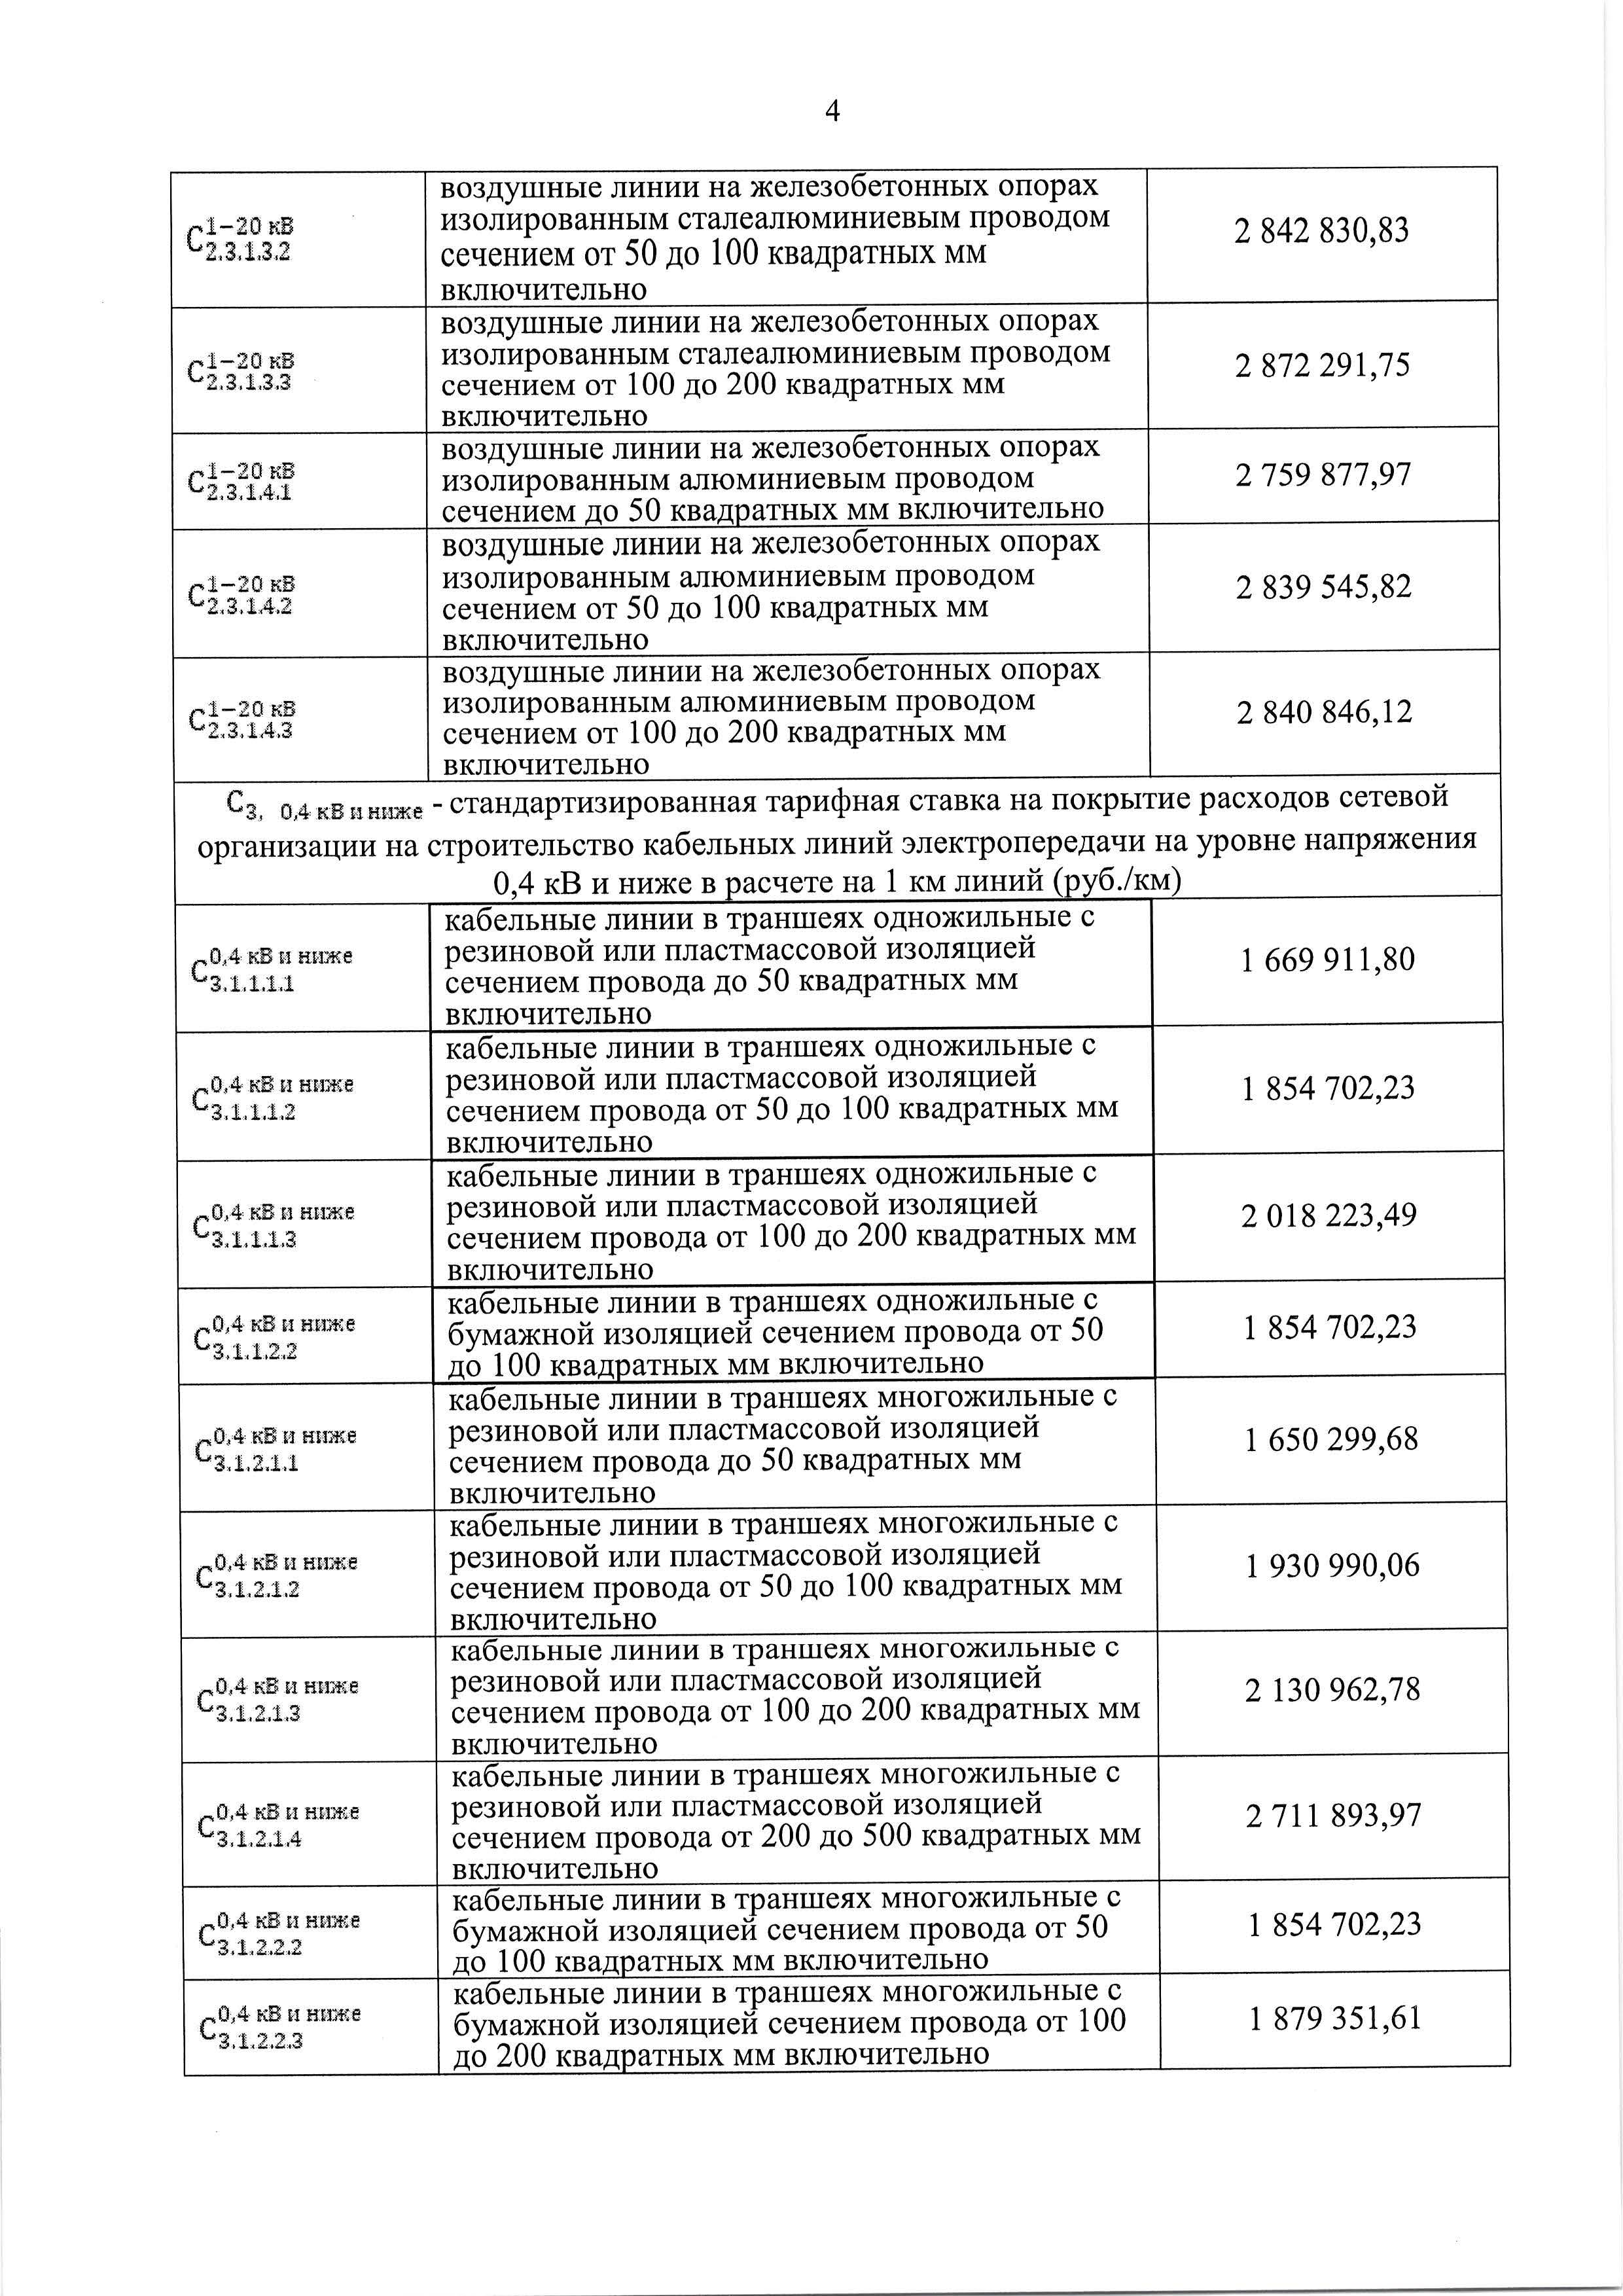 4
С 1–20 кВ 2.3.1.3.2
воздушные линии на железобетонных опорах
изолированным сталеалюминиевым проводом
сечением от 50 до 100 квадратных мм
включительно
2 842 830,83
С 1–20 кВ 2.3.1.3.3
воздушные линии на железобетонных опорах
изолированным сталеалюминиевым проводом
сечением от 100 до 200 квадратных мм
включительно
2 872 291,75
С 1–20 кВ 2.3.1.4.1
воздушные линии на железобетонных опорах
изолированным алюминиевым проводом
сечением до 50 квадратных мм включительно
2 759 877,97
С 1–20 кВ 2.3.1.4.2
воздушные линии на железобетонных опорах
изолированным алюминиевым проводом
сечением от 50 до 100 квадратных мм
включительно
2 839 545,82
С 1–20 кВ 2.3.1.4.3
воздушные линии на железобетонных опорах
изолированным алюминиевым проводом
сечением от 100 до 200 квадратных мм
включительно
2 840 846,12
С3, 0,4 кВ и ниже - стандартизированная тарифная ставка на покрытие расходов сетевой
организации на строительство кабельных линий электропередачи на уровне напряжения
0,4 кВ и ниже в расчете на 1 км линий (руб./км)
С 0,4 кВ и ниже 3.1.1.1.1
кабельные линии в траншеях одножильные с
резиновой или пластмассовой изоляцией
сечением провода до 50 квадратных мм
включительно
1 669 911,80
С 0,4 кВ и ниже 3.1.1.1.2
кабельные линии в траншеях одножильные с
резиновой или пластмассовой изоляцией
сечением провода от 50 до 100 квадратных мм
включительно
1 854 702,23
С 0,4 кВ и ниже 3.1.1.1.3
кабельные линии в траншеях одножильные с
резиновой или пластмассовой изоляцией
сечением провода от 100 до 200 квадратных мм
включительно
2 018 223,49
С 0,4 кВ и ниже 3.1.1.2.2
кабельные линии в траншеях одножильные с
бумажной изоляцией сечением провода от 50
до 100 квадратных мм включительно
1 854 702,23
С 0,4 кВ и ниже 3.1.2.1.1
кабельные линии в траншеях многожильные с
резиновой или пластмассовой изоляцией
сечением провода до 50 квадратных мм
включительно
1 650 299,68
С 0,4 кВ и ниже 3.1.2.1.2
кабельные линии в траншеях многожильные с
резиновой или пластмассовой изоляцией
сечением провода от 50 до 100 квадратных мм
включительно
1 930 990,06
С 0,4 кВ и ниже 3.1.2.1.3
кабельные линии в траншеях многожильные с
резиновой или пластмассовой изоляцией
сечением провода от 100 до 200 квадратных мм
включительно
2 130 962,78
С 0,4 кВ и ниже 3.1.2.1.4
кабельные линии в траншеях многожильные с
резиновой или пластмассовой изоляцией
сечением провода от 200 до 500 квадратных мм
включительно
2 711 893,97
С 0,4 кВ и ниже 3.1.2.2.2
кабельные линии в траншеях многожильные с
бумажной изоляцией сечением провода от 50
до 100 квадратных мм включительно
1 854 702,23
С 0,4 кВ и ниже 3.1.2.2.3
кабельные линии в траншеях многожильные с
бумажной изоляцией сечением провода от 100
до 200 квадратных мм включительно
1 879 351,61